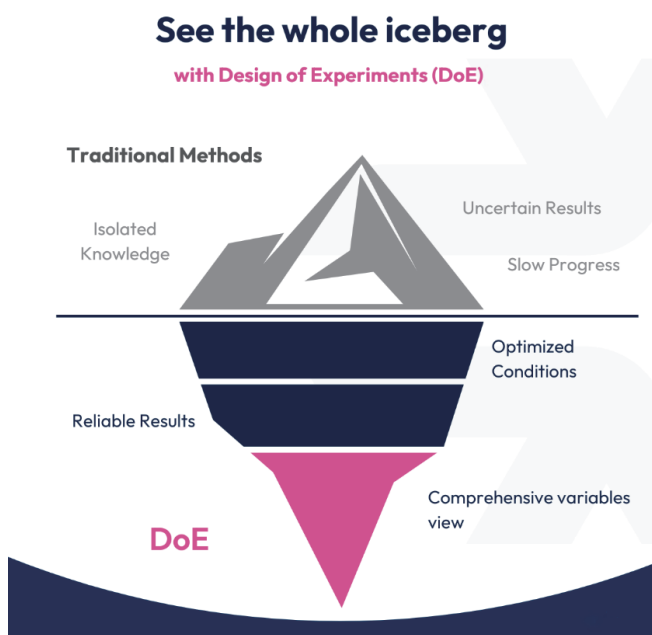 See the whole iceberg
with Design of Experiments (DoE)
Traditional Methods
Isolated
Knowledge
Uncertain Results
Slow Progress
Optimized
Conditions
Reliable Results
Comprehensive variables
view
DoE